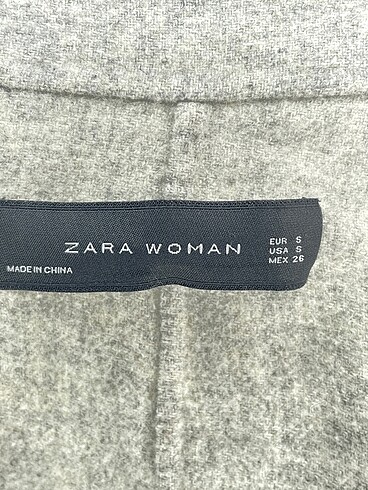 ZARA WOMAN
EUR S
USA S
MEX 26
MADE IN CHINA